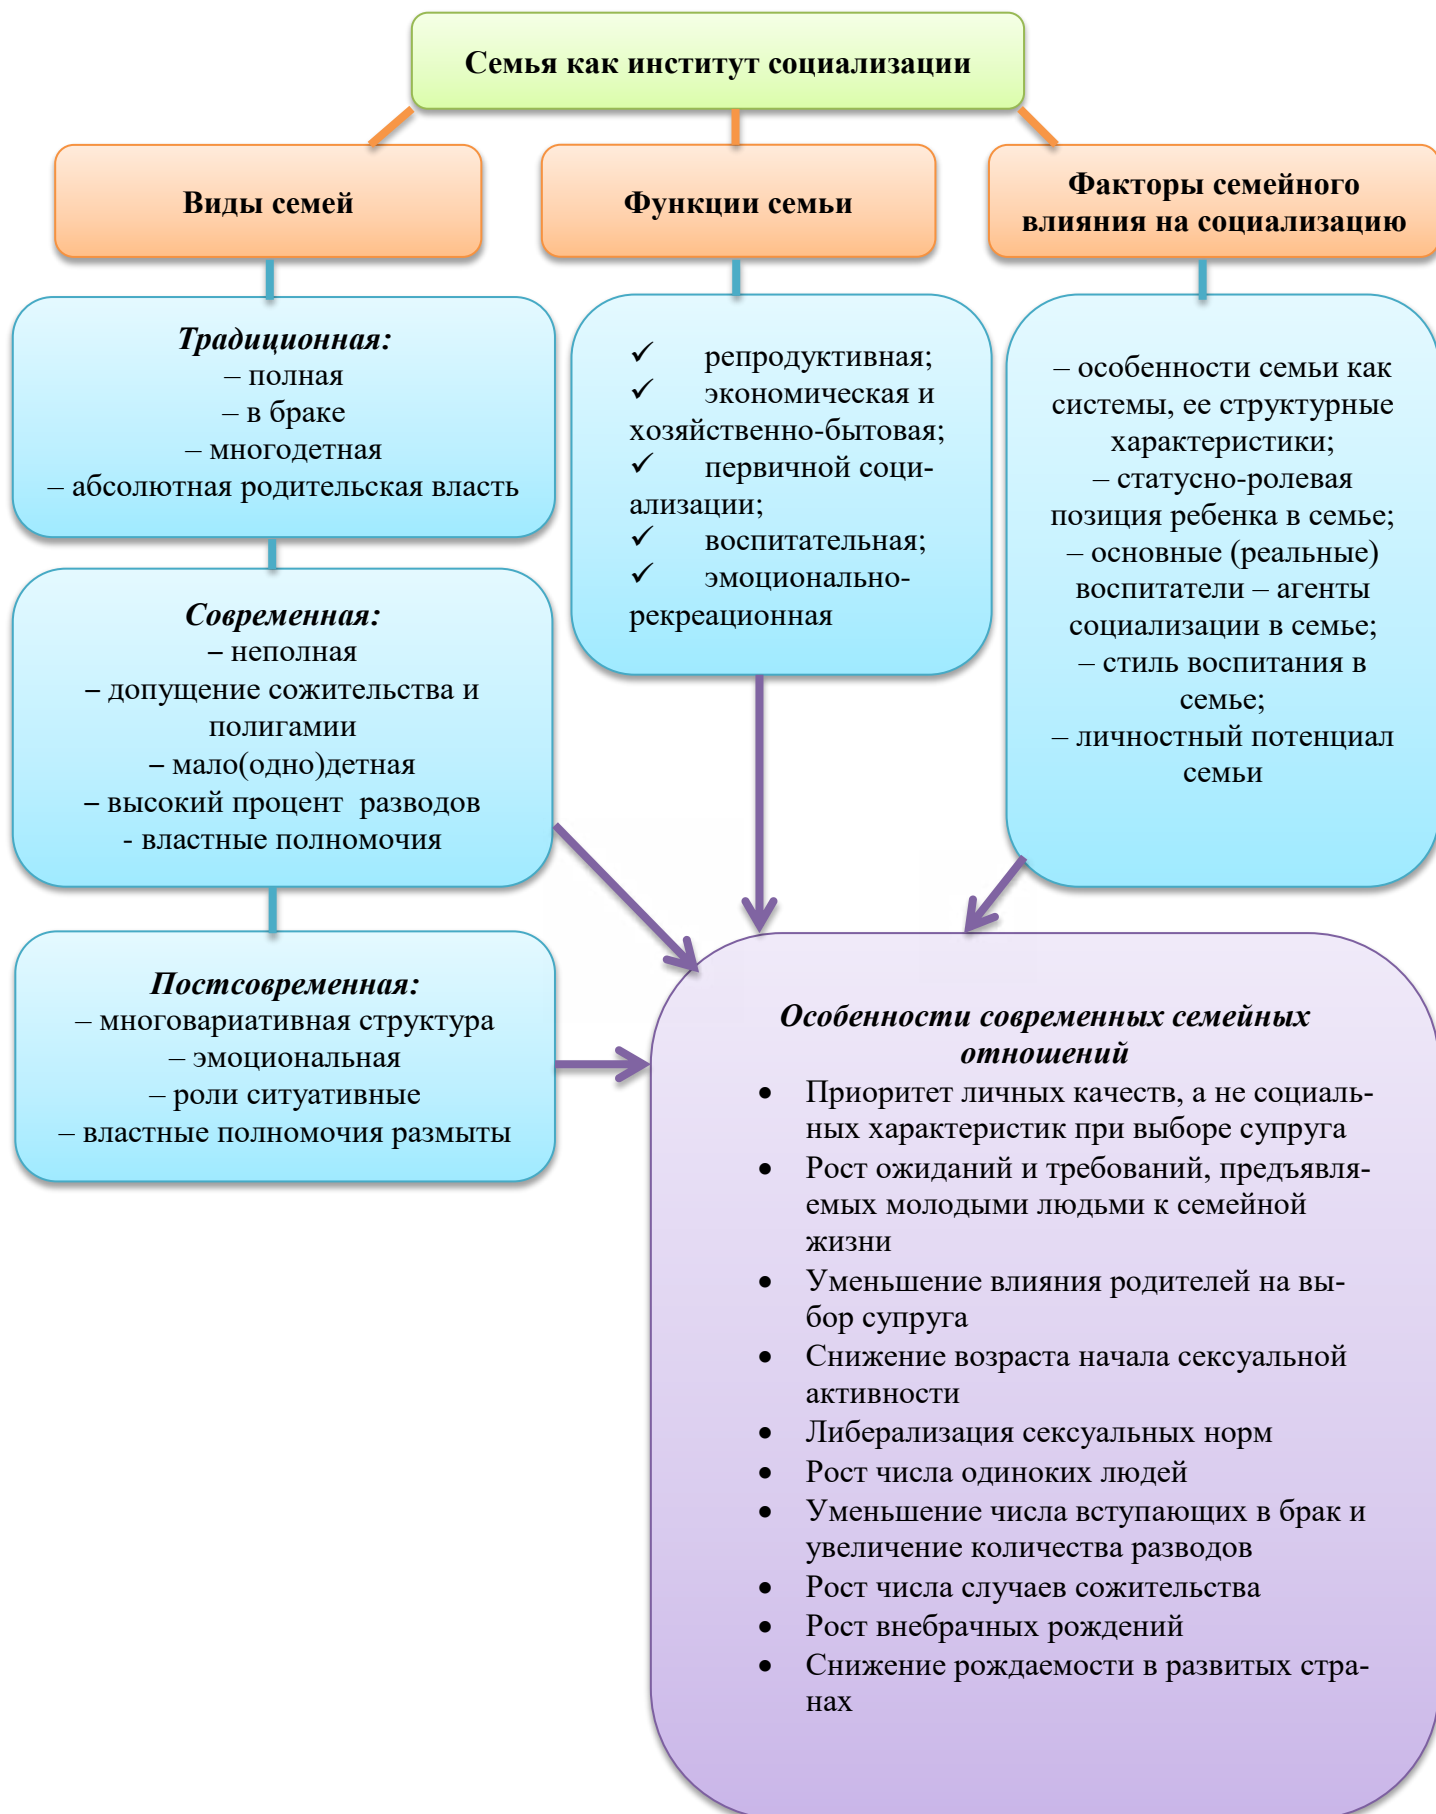 Семья как институт социализации
Виды семей
Функции семьи
Факторы семейного
влияния на социализацию
Традиционная:
– полная
– в браке
– многодетная
– абсолютная родительская власть
Современная:
– неполная
– допущение сожительства и
полигамии
– мало(одно)детная
– высокий процент  разводов
- властные полномочия
Постсовременная:
– многовариативная структура
– эмоциональная
– роли ситуативные
– властные полномочия размыты
✓ репродуктивная;
✓ экономическая и
хозяйственно-бытовая;
✓ первичной соци-
ализации;
✓ воспитательная;
✓ эмоционально-
рекреационная
– особенности семьи как
системы, ее структурные
характеристики;
– статусно-ролевая
позиция ребенка в семье;
– основные (реальные)
воспитатели – агенты
социализации в семье;
– стиль воспитания в
семье;
– личностный потенциал
семьи
Особенности современных семейных
отношений
• Приоритет личных качеств, а не социаль-
ных характеристик при выборе супруга
• Рост ожиданий и требований, предъявля-
емых молодыми людьми к семейной
жизни
• Уменьшение влияния родителей на вы-
бор супруга
• Снижение возраста начала сексуальной
активности
• Либерализация сексуальных норм
• Рост числа одиноких людей
• Уменьшение числа вступающих в брак и
увеличение количества разводов
• Рост числа случаев сожительства
• Рост внебрачных рождений
• Снижение рождаемости в развитых стра-
нах